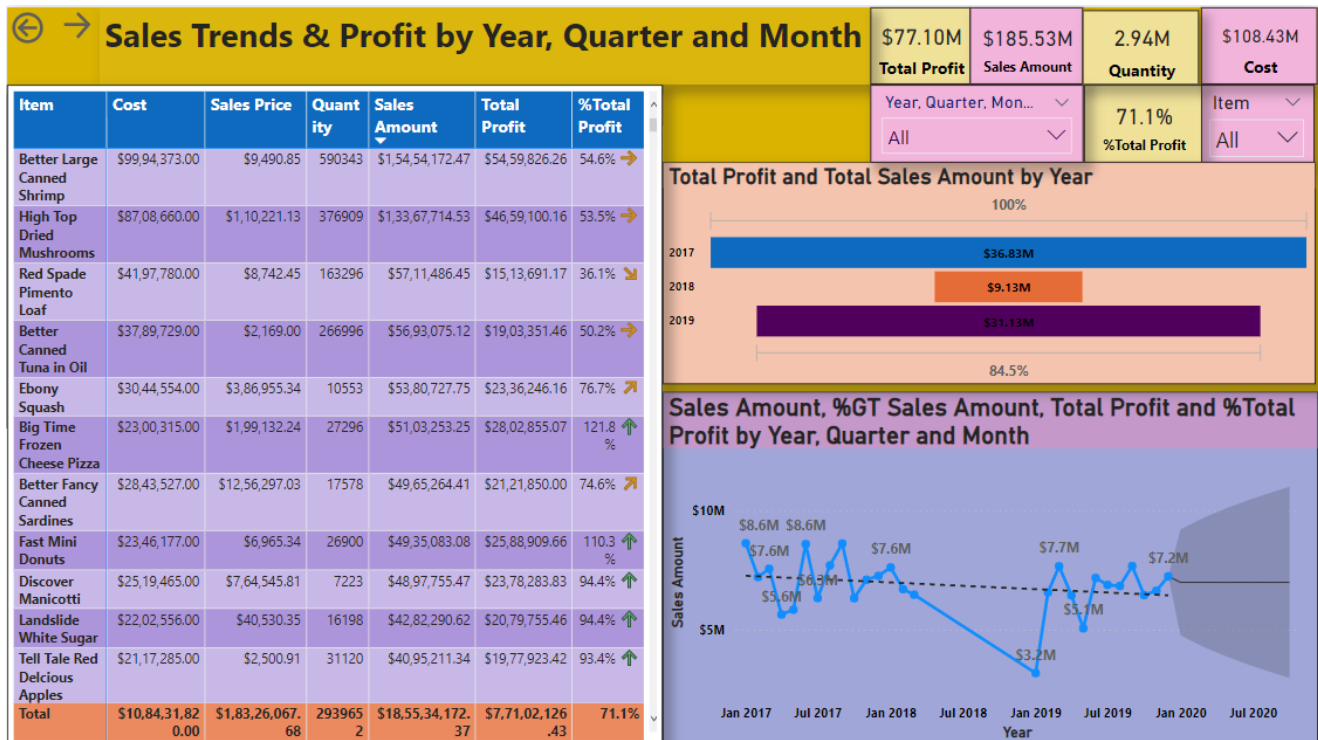 Sales Trends & Profit by Year, Quarter and Month
$77.10M
Total Profit
$185.53M
Sales Amount
2.94M
Quantity
$108.43M
Cost
Year, Quarter, Mon...
All
71.1%
%Total Profit
Item
All
Item Cost Sales Price Quant Sales Total %Total
ity Amount Profit Profit
Better Large $99,94,373.00 $9,490.85 590343 $1,54,54,172.47 $54,59,826.26 54.6%
Canned
Shrimp
High Top $87,08,660.00 $1,10,221.13 376909 $1,33,67,714.53 $46,59,100.16 53.5%
Dried
Mushrooms
Red Spade $41,97,780.00 $8,742.45 163296 $57,11,486.45 $15,13,691.17 36.1%
Pimento
Loaf
Better $37,89,729.00 $2,169.00 266996 $56,93,075.12 $19,03,351.46 50.2%
Canned
Tuna in Oil
Ebony $30,44,554.00 $3,86,955.34 10553 $53,80,727.75 $23,36,246.16 76.7%
Squash
Big Time $23,00,315.00 $1,99,132.24 27296 $51,03,253.25 $28,02,855.07 121.8
Frozen %
Cheese Pizza
Better Fancy $28,43,527.00 $12,56,297.03 17578 $49,65,264.41 $21,21,850.00 74.6%
Canned
Sardines
Fast Mini $23,46,177.00 $6,965.34 26900 $49,35,083.08 $25,88,909.66 110.3
Donuts %
Discover $25,19,465.00 $7,64,545.81 7223 $48,97,755.47 $23,78,283.83 94.4%
Manicotti
Landslide $22,02,556.00 $40,530.35 16198 $42,82,290.62 $20,79,755.46 94.4%
White Sugar
Tell Tale Red $21,17,285.00 $2,500.91 31120 $40,95,211.34 $19,77,923.42 93.4%
Delcious
Apples
Total $10,84,31,82 $1,83,26,067. 293965 $18,55,34,172. $7,71,02,126 71.1%
0.00 68 2 37 .43
Total Profit and Total Sales Amount by Year
100%
2017 $36.83M
2018 $9.13M
2019 $31.13M
84.5%
Sales Amount, %GT Sales Amount, Total Profit and %Total
Profit by Year, Quarter and Month
Sales Amount
$10M
$5M
$8.6M $8.6M
$7.6M
$5.6M
$6.3M
$7.6M
$3.2M
$7.7M
$5.1M
$7.2M
Jan 2017 Jul 2017 Jan 2018 Jul 2018 Jan 2019 Jul 2019 Jan 2020 Jul 2020
Year